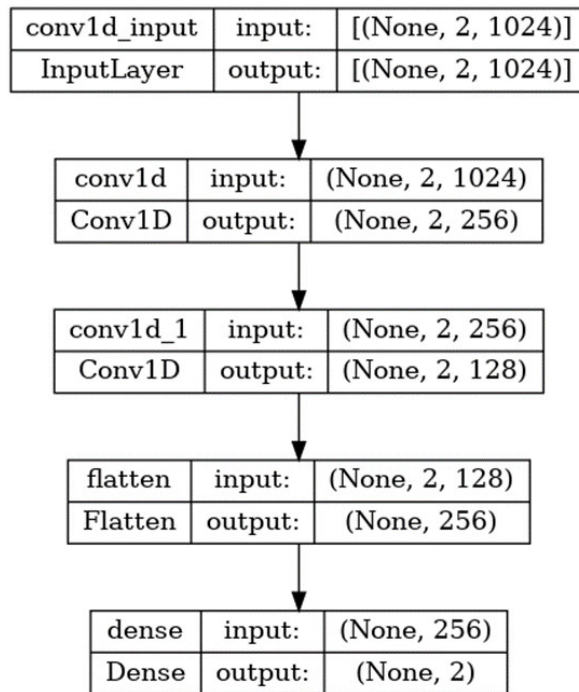 conv1d_input input: [(None, 2, 1024)]
InputLayer output: [(None, 2, 1024)]
conv1d input: (None, 2, 1024)
Conv1D output: (None, 2, 256)
conv1d_1 input: (None, 2, 256)
Conv1D output: (None, 2, 128)
flatten input: (None, 2, 128)
Flatten output: (None, 256)
dense input: (None, 256)
Dense output: (None, 2)